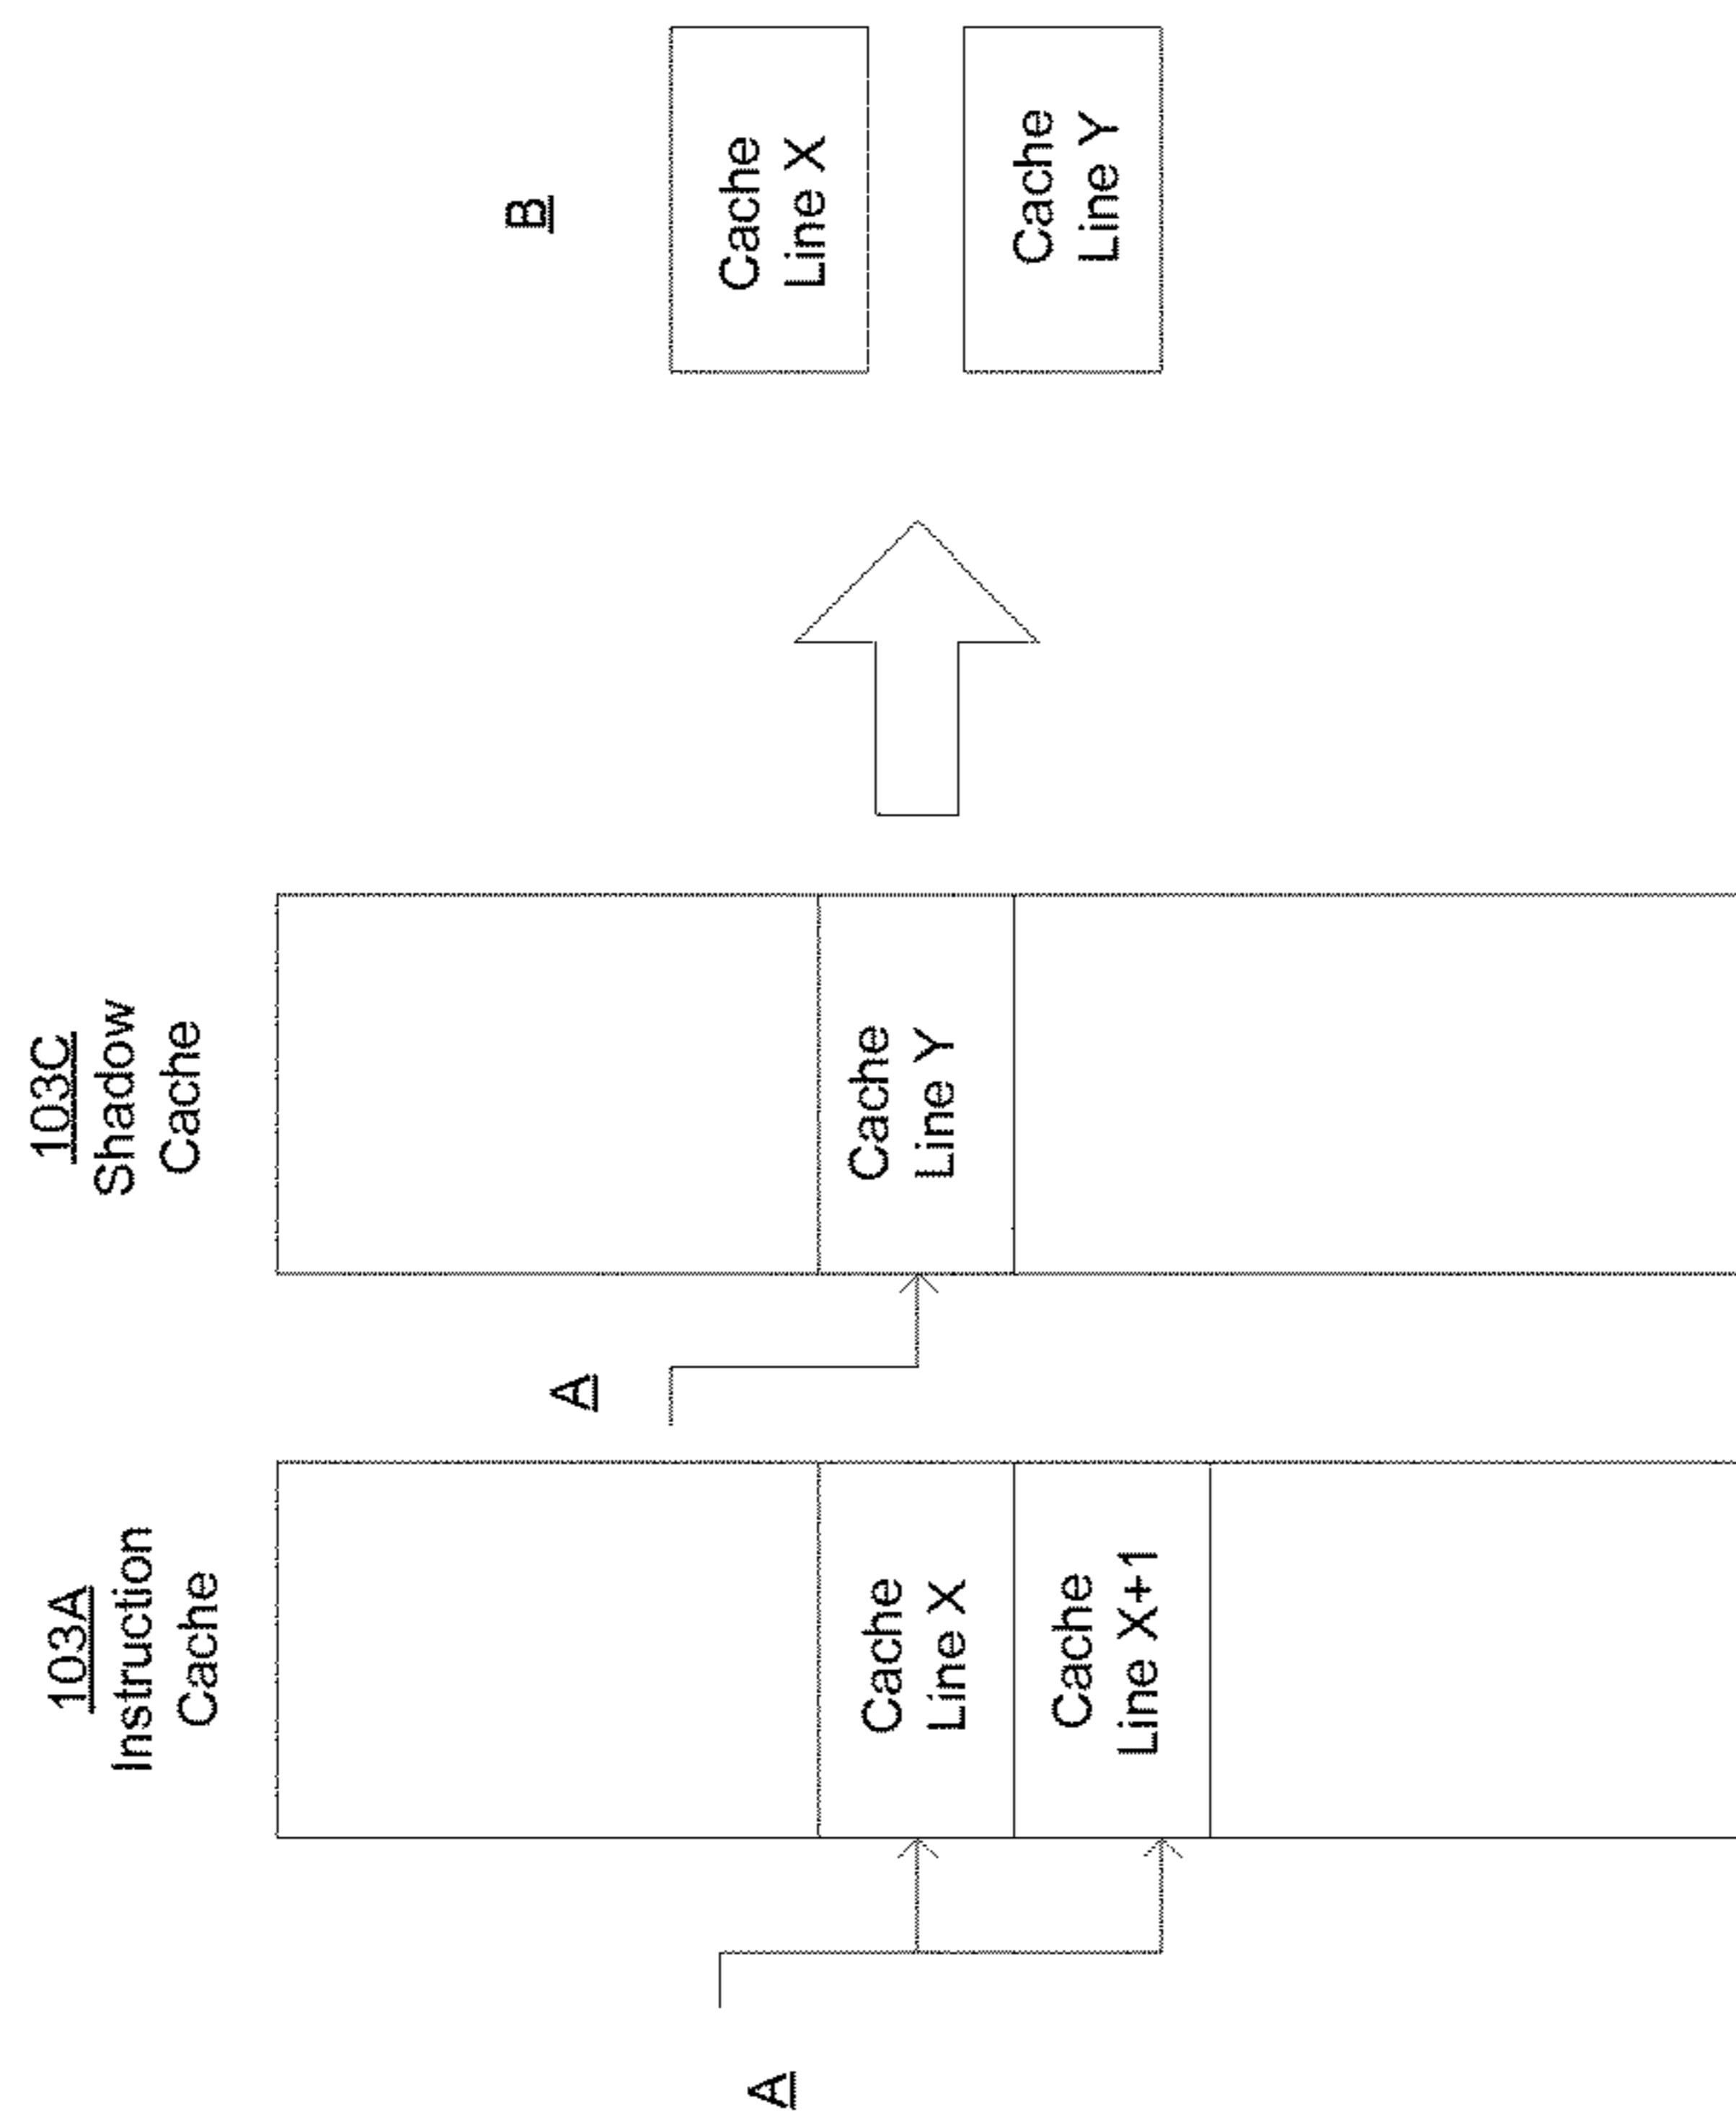 A
103A
Instruction
Cache
Cache
Line X
Cache
Line X+1
A
103C
Shadow
Cache
Cache
Line Y
B
Cache
Line X
Cache
Line Y